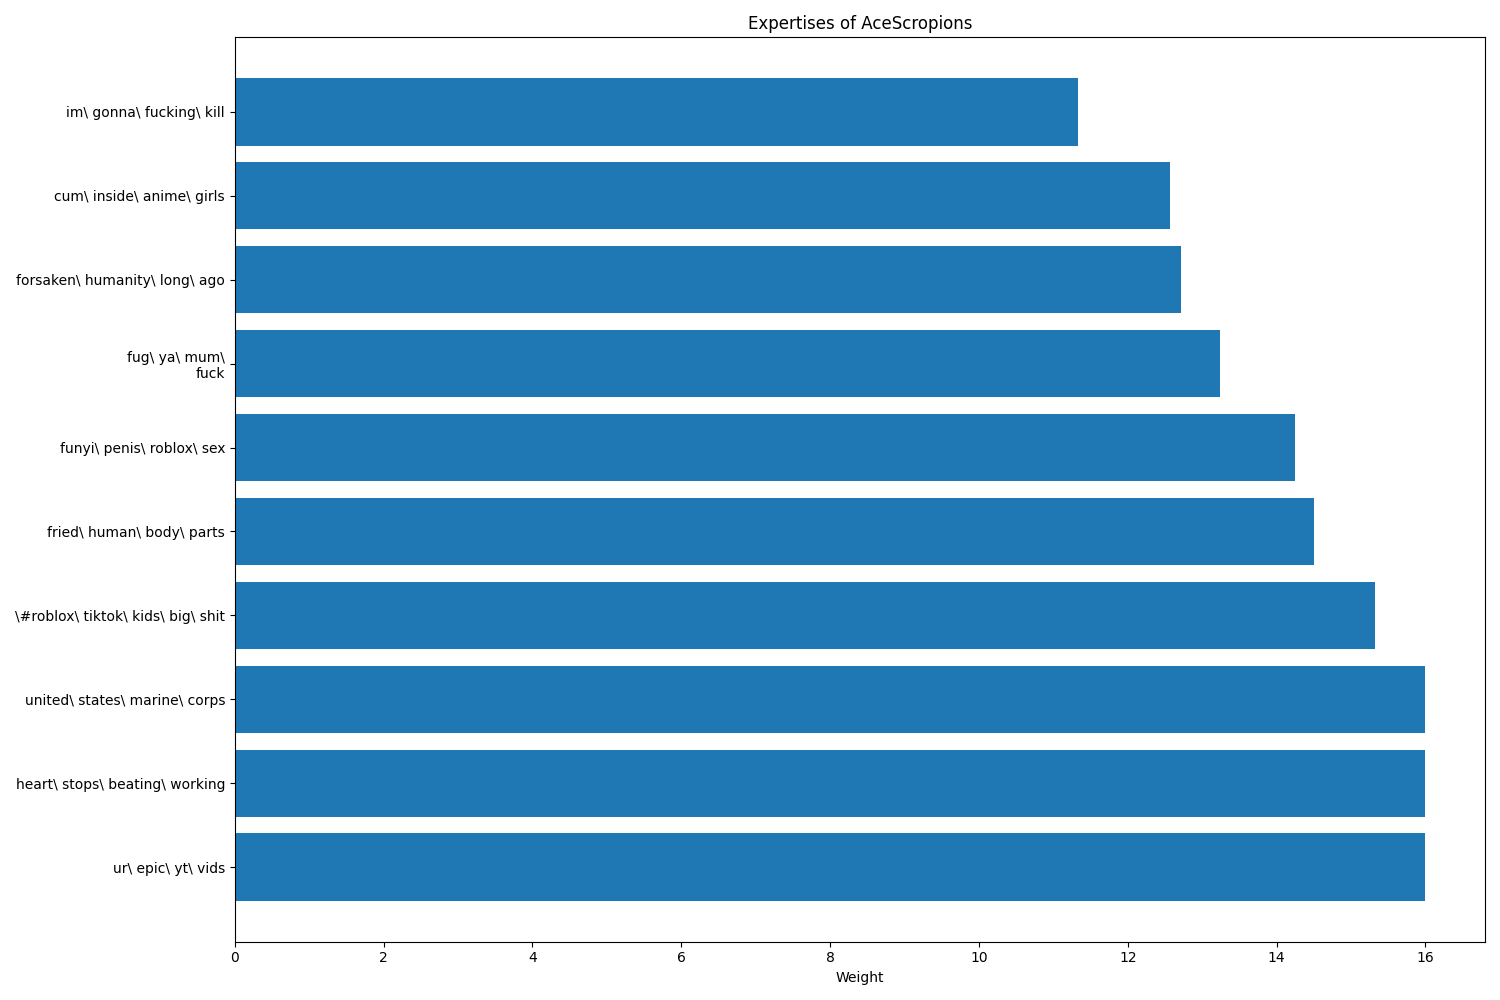 Expertises of AceScropions
im\ gonna\ fucking\ kill
cum\ inside\ anime\ girls
forsaken\ humanity\ long\ ago
fug\ ya\ mum\
fuck
funyi\ penis\ roblox\ sex
fried\ human\ body\ parts
\#roblox\ tiktok\ kids\ big\ shit
united\ states\ marine\ corps
heart\ stops\ beating\ working
ur\ epic\ yt\ vids
0 2 4 6 8 10 12 14 16
Weight